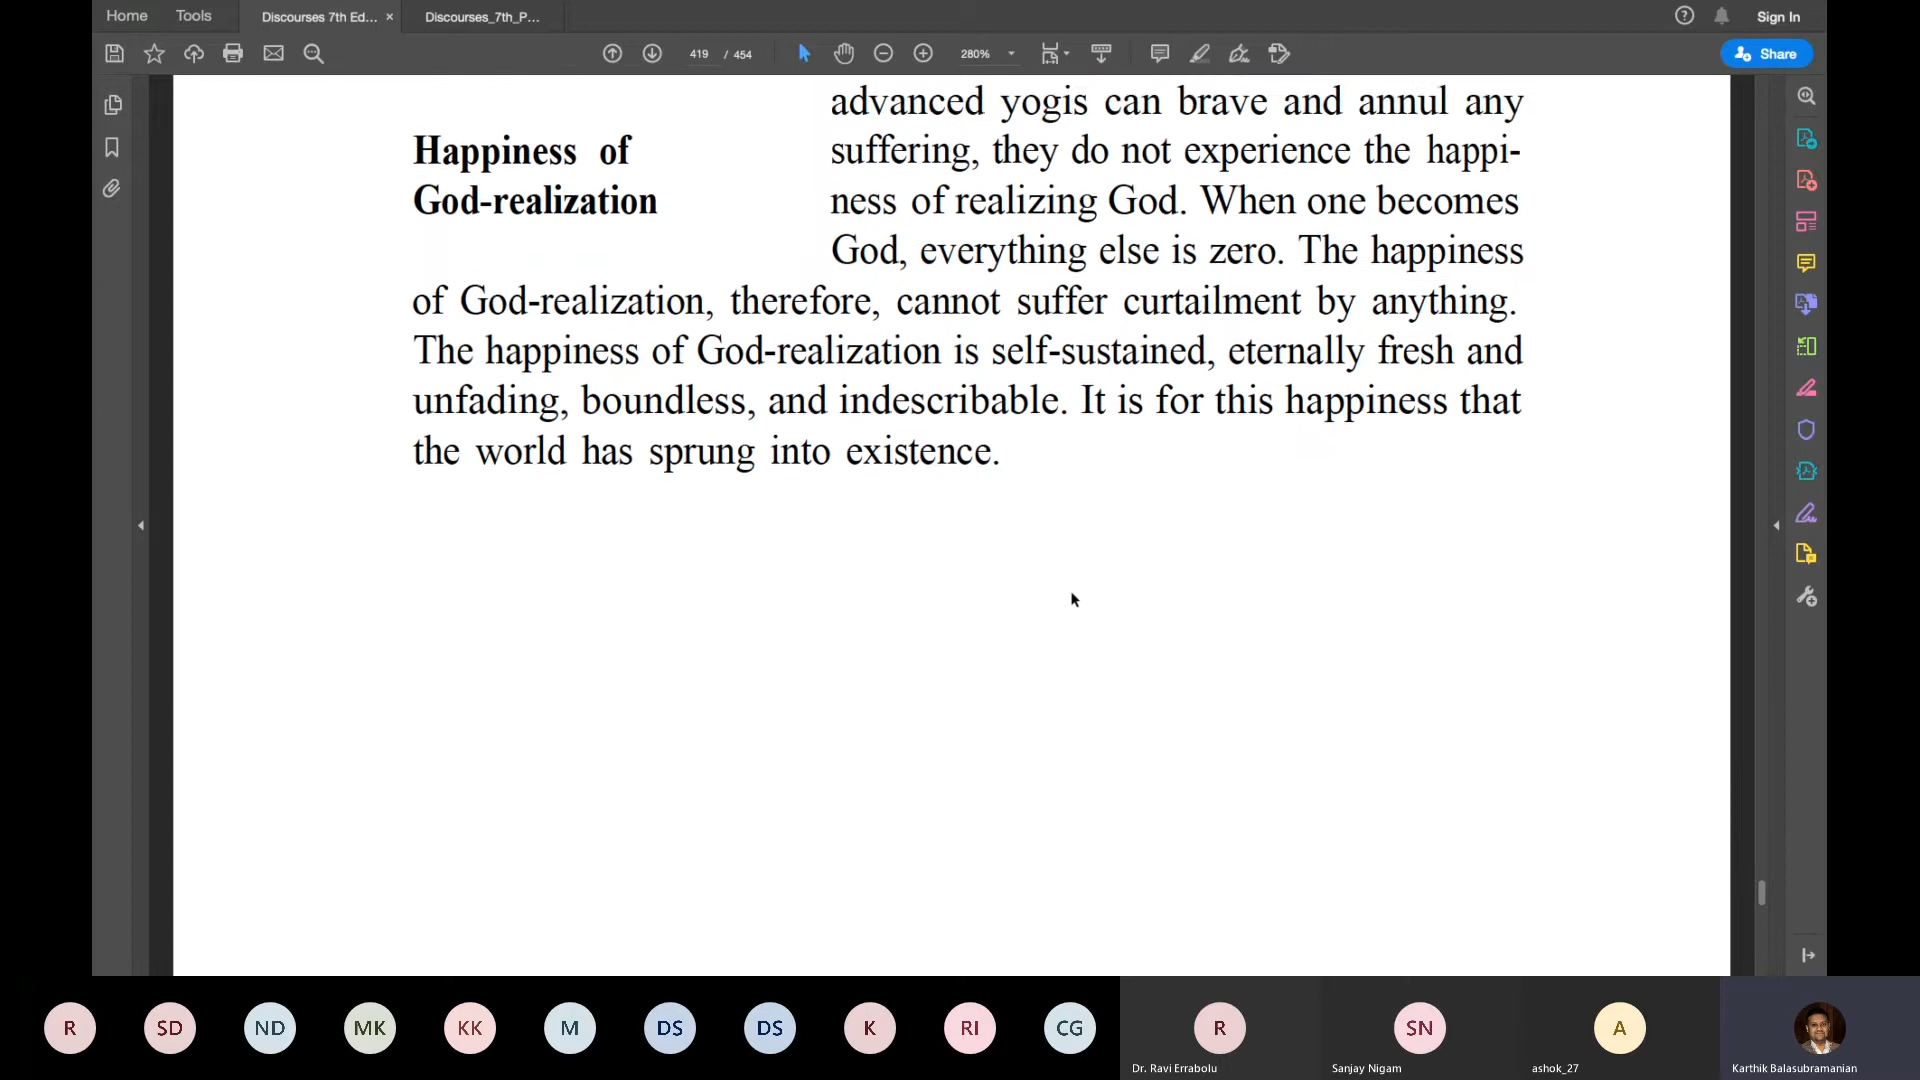 Home
Tools
Discourses 7th Ed... ×
Discourses_7th_P...
Sign In
419 / 454
280%
Share
advanced yogis can brave and annul any
Happiness of
God-realization
suffering, they do not experience the happi-
ness of realizing God. When one becomes
God, everything else is zero. The happiness
of God-realization, therefore, cannot suffer curtailment by anything.
The happiness of God-realization is self-sustained, eternally fresh and
unfading, boundless, and indescribable. It is for this happiness that
the world has sprung into existence.
R
SD
ND
MK
KK
M
DS
DS
K
RI
CG
R
SN
A
Dr. Ravi Errabolu
Sanjay Nigam
ashok_27
Karthik Balasubramanian